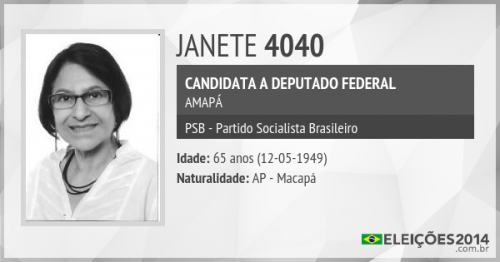 JANETE 4040
CANDIDATA A DEPUTADO FEDERAL
AMAPÁ
PSB - Partido Socialista Brasileiro
Idade: 65 anos (12-05-1949)
Naturalidade: AP - Macapá
ELEIÇÕES2014
.com.br